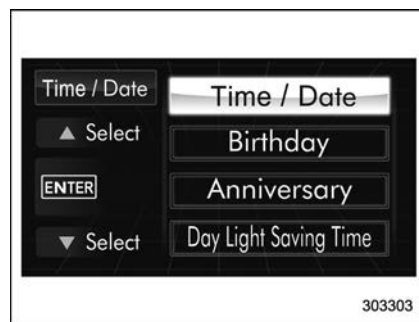 Time / Date
▲ Select
ENTER
▼ Select
Time / Date
Birthday
Anniversary
Day Light Saving Time
303303